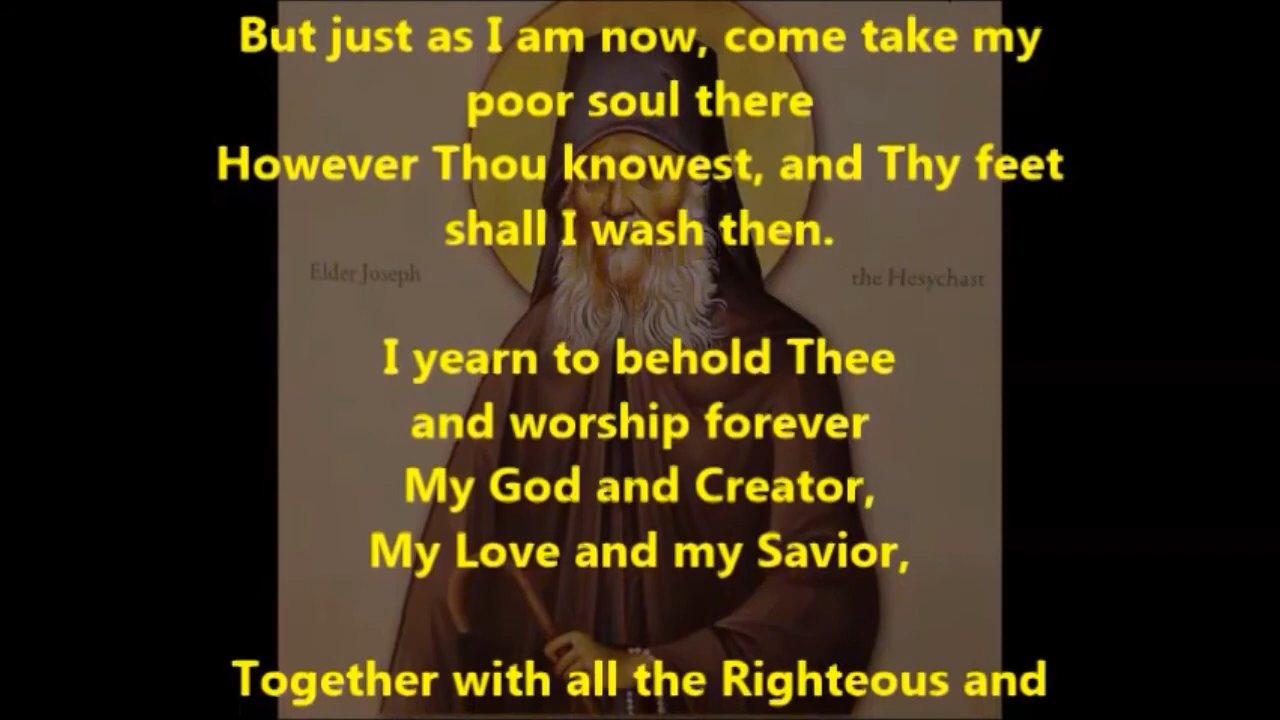 But just as I am now, come take my
poor soul there
However Thou knowest, and Thy feet
shall I wash then.
Elder Joseph
the Hesychast
I yearn to behold Thee
and worship forever
My God and Creator,
My Love and my Savior,
Together with all the Righteous and